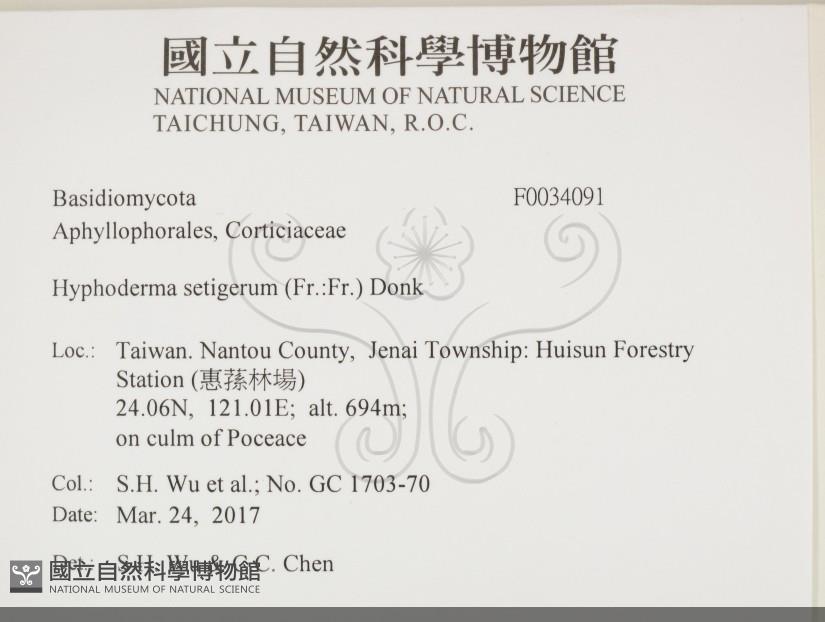 國立自然科學博物館
NATIONAL MUSEUM OF NATURAL SCIENCE
TAICHUNG, TAIWAN, R.O.C.
Basidiomycota F0034091
Aphyllophorales, Corticiaceae
Hyphoderma setigerum (Fr.:Fr.) Donk
Loc.: Taiwan. Nantou County, Jenai Township: Huisun Forestry
Station (惠蓀林場)
24.06N, 121.01E; alt. 694m;
on culm of Poceace
Col.: S.H. Wu et al.; No. GC 1703-70
Date: Mar. 24, 2017
Det.: S.H. Wu & C.C. Chen
國立自然科學博物館
NATIONAL MUSEUM OF NATURAL SCIENCE